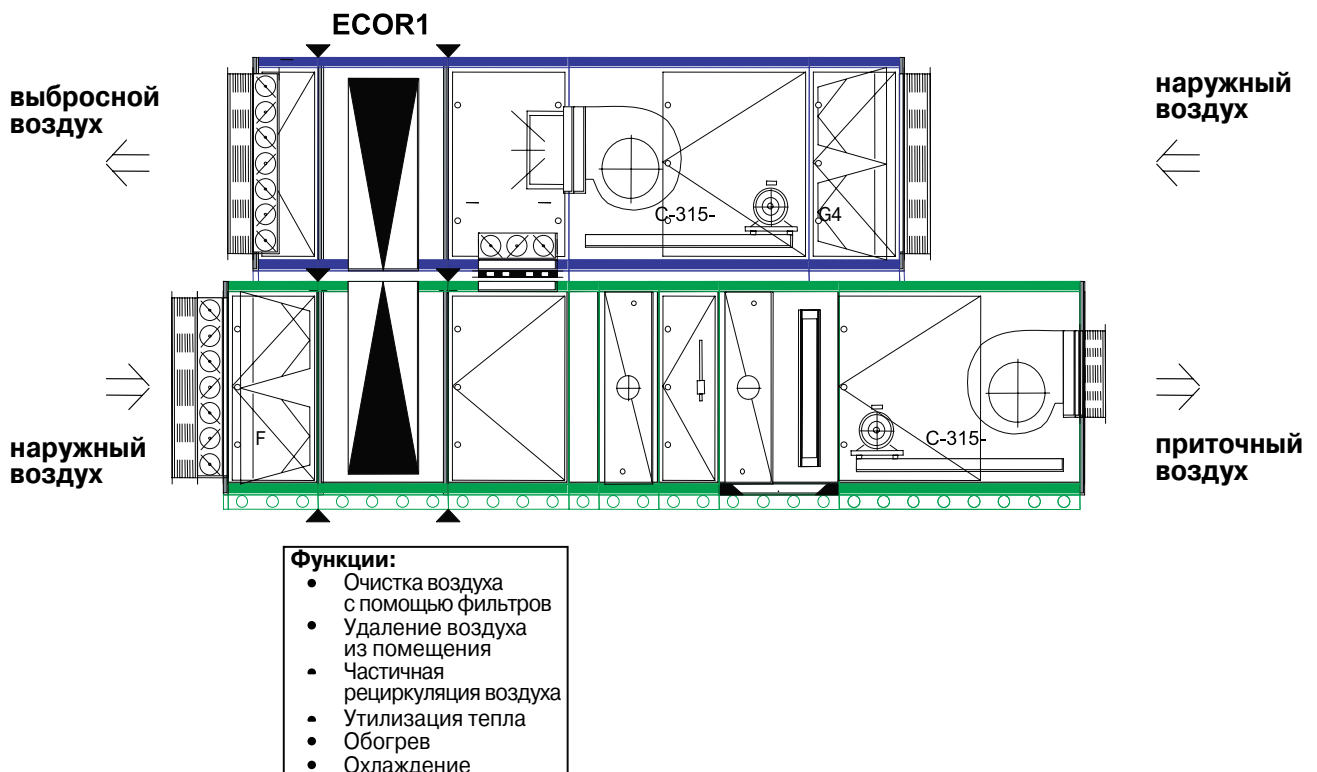 ECOR1
выбросной
воздух
наружный
воздух
C-315-
G4
наружный
воздух
F
C-315-
приточный
воздух
Функции:
• Очистка воздуха
с помощью фильтров
• Удаление воздуха
из помещения
• Частичная
рециркуляция воздуха
• Утилизация тепла
• Обогрев
• Охлаждение